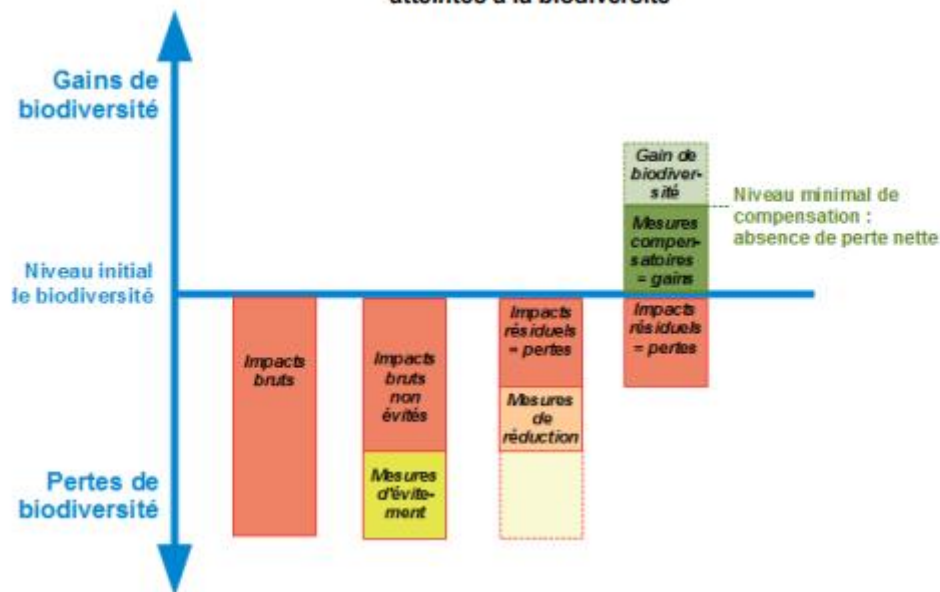 atteintes à la biodiversité
Gains de
biodiversité
Gain de
biodiver-
sité
Niveau minimal de
compensation :
absence de perte nette
Mesures
compen-
satoires
= gains
Niveau initial
de biodiversité
Impacts
bruts
Impacts
bruts
non
évités
Mesures
d'évite-
ment
Impacts
résiduels
= pertes
Mesures
de
réduction
Impacts
résiduels
= pertes
Pertes de
biodiversité